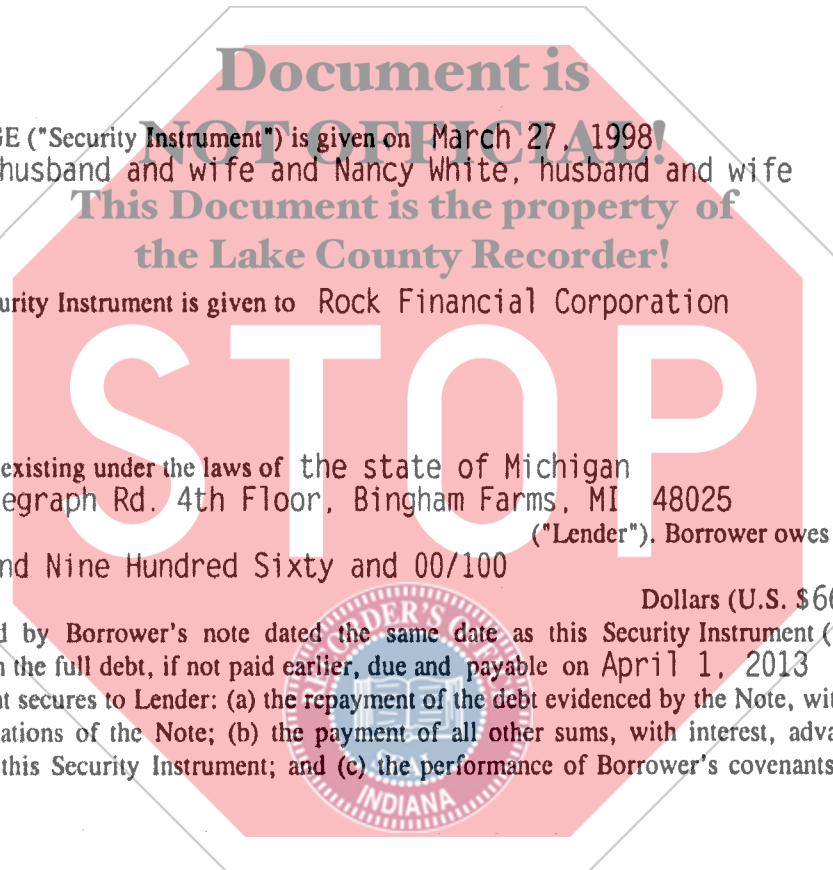 Document is
GE ("Security Instrument") is given on March 27, 1998
NOT OFFICIAL!
husband and wife and Nancy White, husband and wife
This Document is the property of
the Lake County Recorder!
urity Instrument is given to Rock Financial Corporation
STOP
existing under the laws of the state of Michigan
egraph Rd. 4th Floor, Bingham Farms, MI 48025
("Lender"). Borrower owes
nd Nine Hundred Sixty and 00/100
Dollars (U.S. $66
d by Borrower's note dated the same date as this Security Instrument (
n the full debt, if not paid earlier, due and payable on April 1, 2013
nt secures to Lender: (a) the repayment of the debt evidenced by the Note, wit
ations of the Note; (b) the payment of all other sums, with interest, adva
this Security Instrument; and (c) the performance of Borrower's covenants
RECORDER'S OFFICE
SEAL
INDIANA